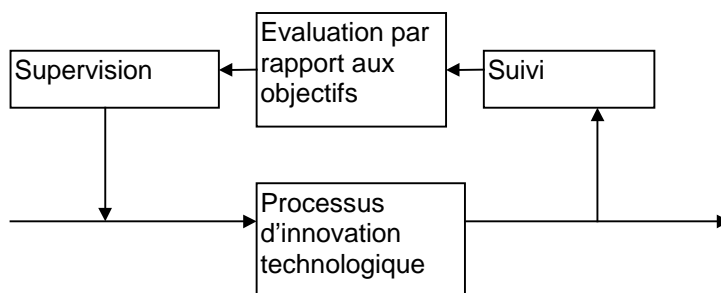 Supervision
Evaluation par
rapport aux
objectifs
Suivi
Processus
d'innovation
technologique